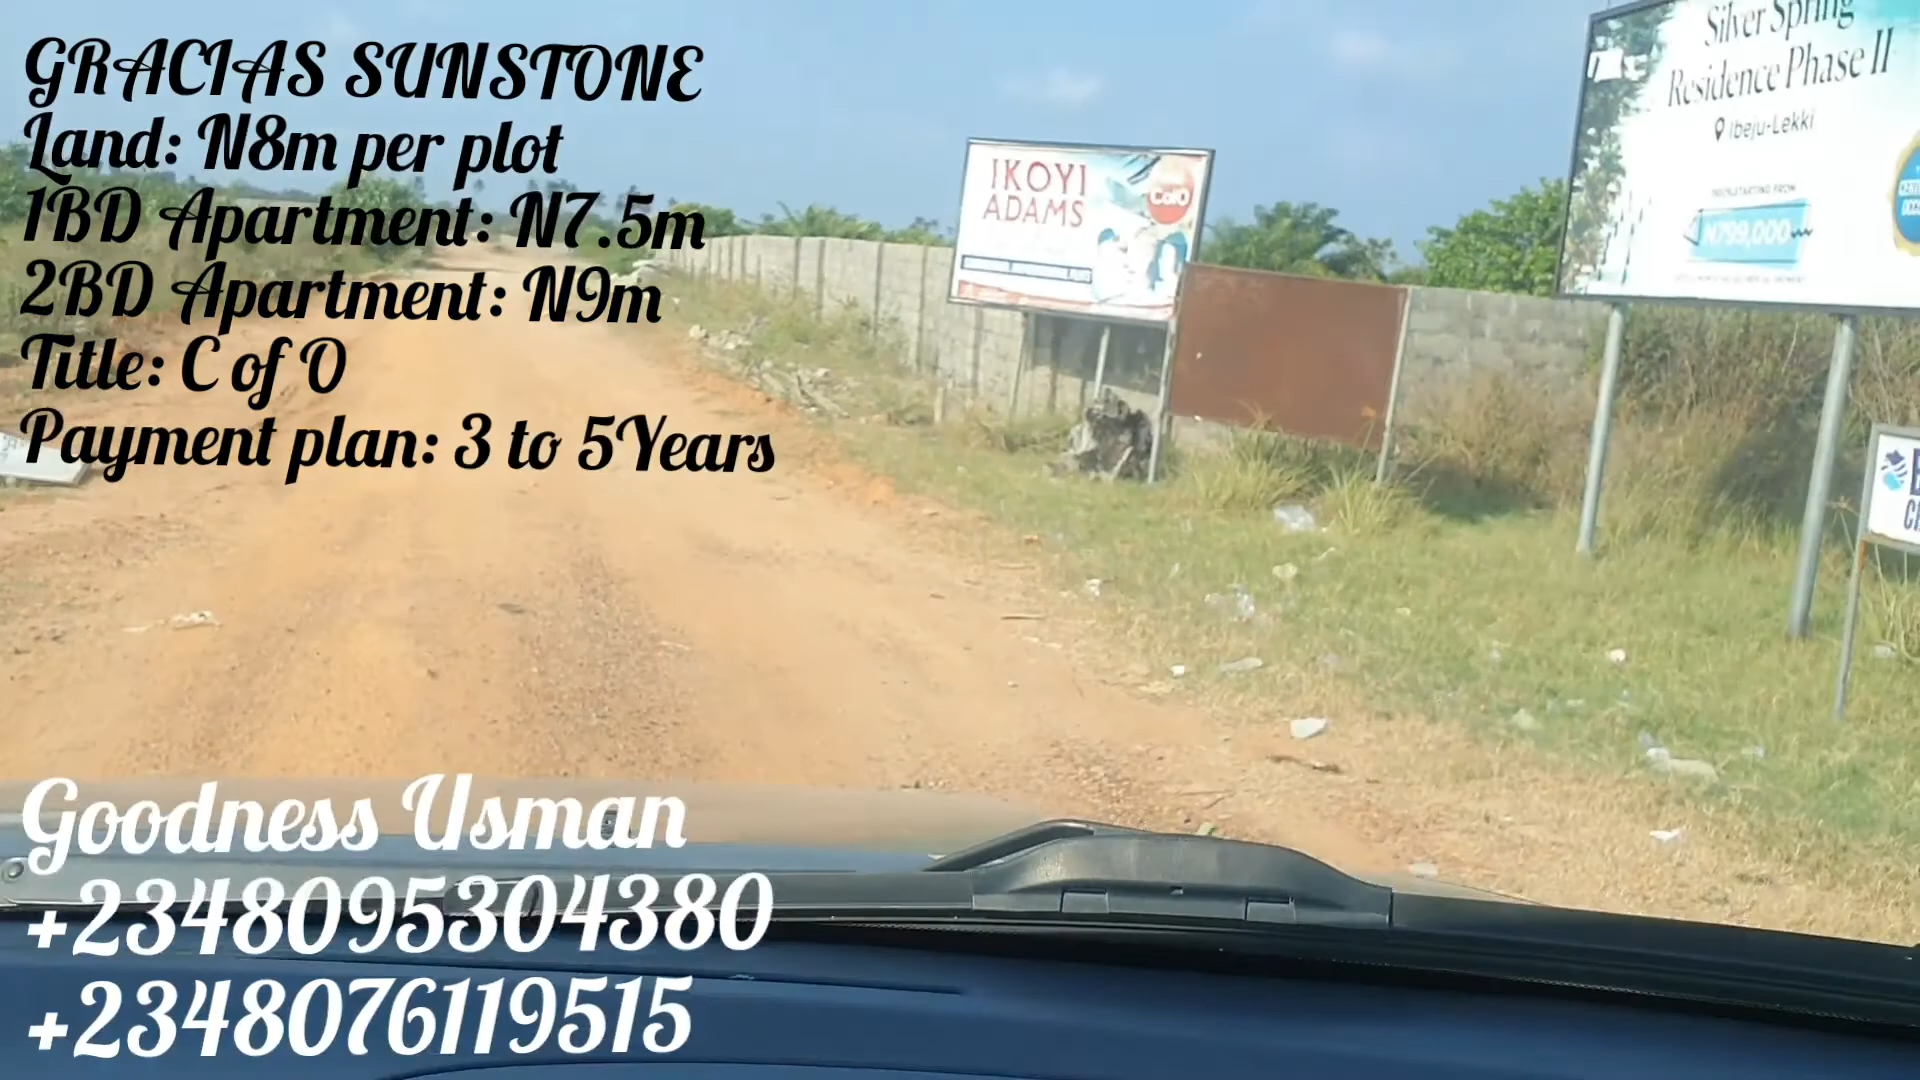 GRACIAS SUNSTONE
Land: N8m per plot
1BD Apartment: N7.5m
2BD Apartment: N9m
Title: C of O
Payment plan: 3 to 5Years
IKOYI
ADAMS
CofO
Silver Spring
Residence Phase II
Ibeju-Lekki
N799,000
Goodness Usman
+2348095304380
+2348076119515